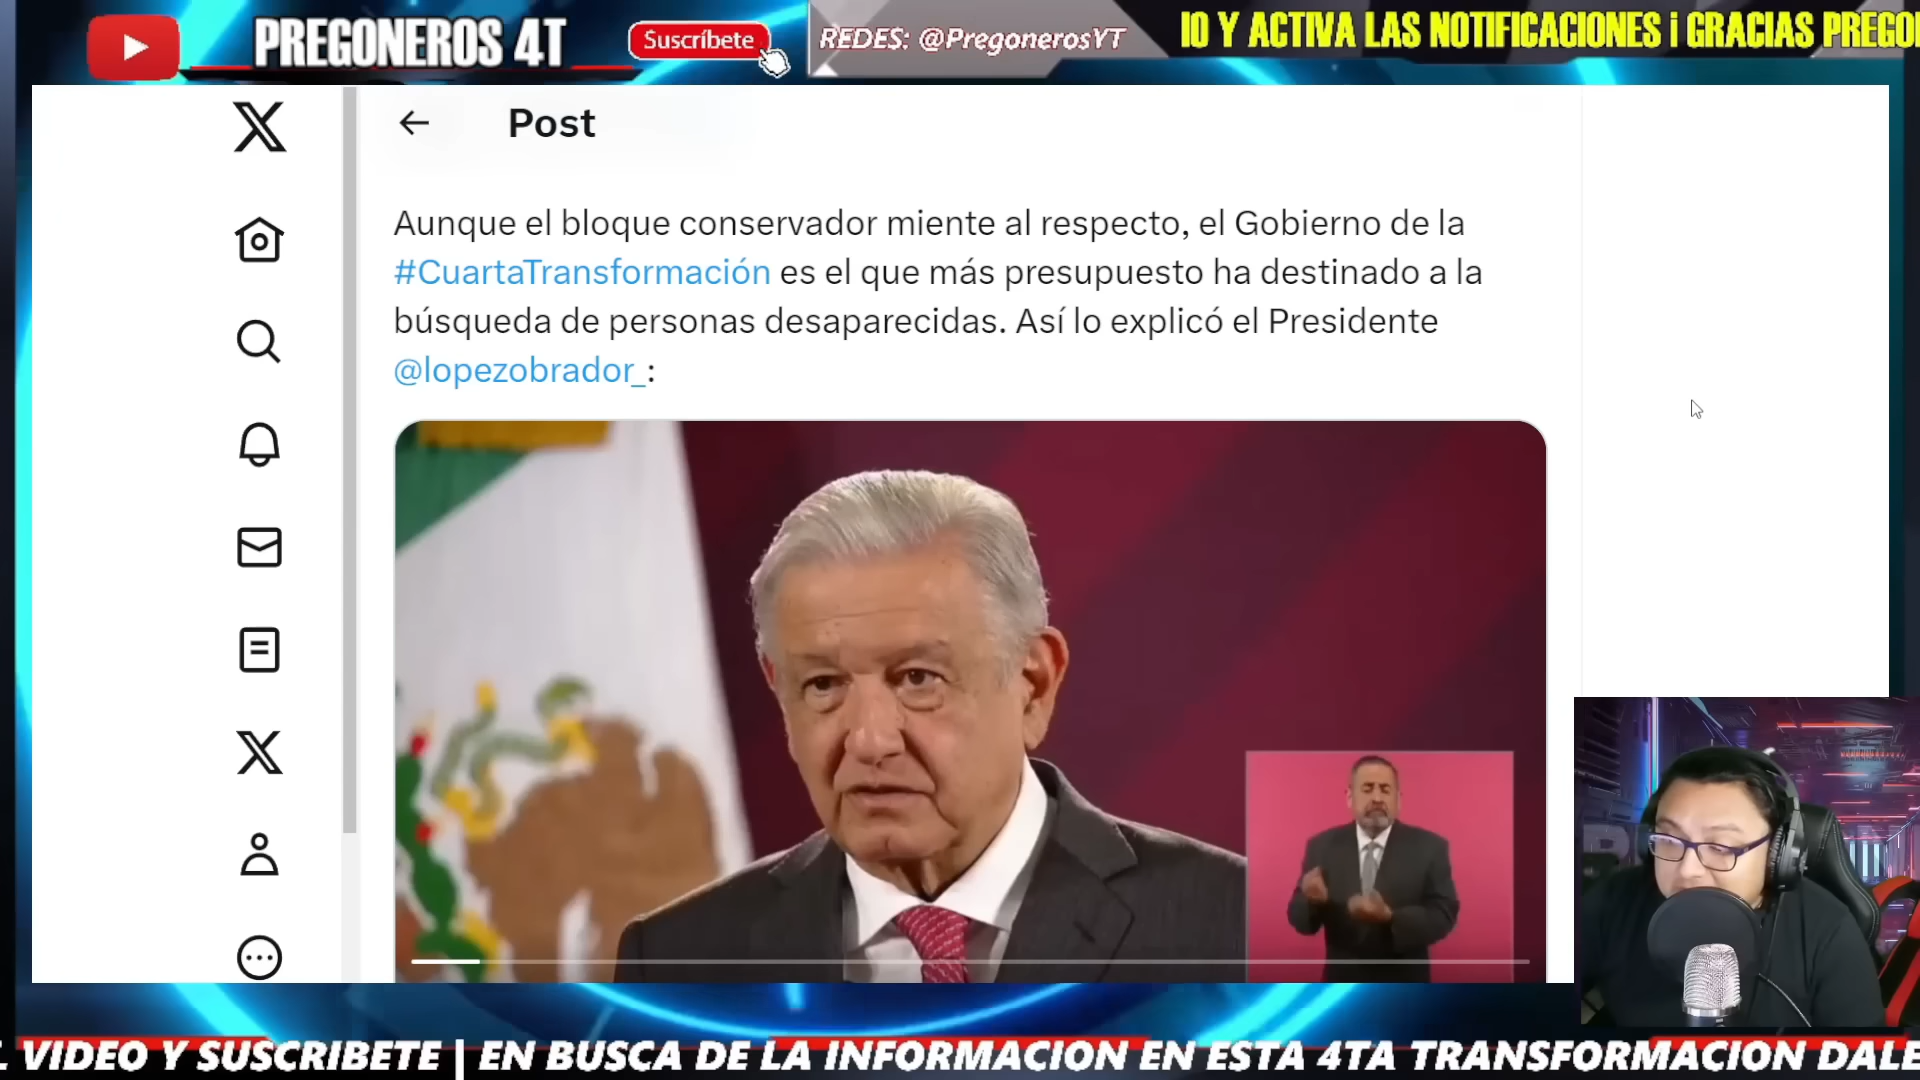 PREGONEROS 4T
Suscríbete
REDES: @PregonerosYT
IO Y ACTIVA LAS NOTIFICACIONES ¡ GRACIAS PREGO
Post
Aunque el bloque conservador miente al respecto, el Gobierno de la
#CuartaTransformación es el que más presupuesto ha destinado a la
búsqueda de personas desaparecidas. Así lo explicó el Presidente
@lopezobrador_:
VIDEO Y SUSCRIBETE | EN BUSCA DE LA INFORMACION EN ESTA 4TA TRANSFORMACION DALE